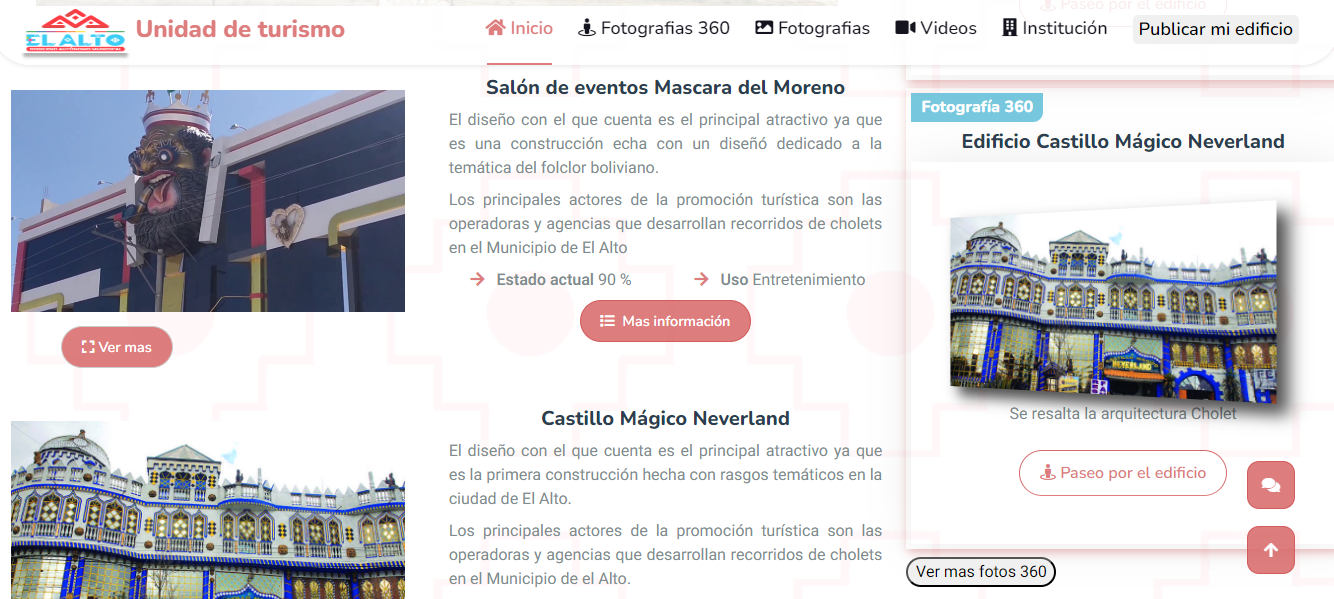 EL ALTO
Unidad de turismo
Inicio
Fotografias 360
Fotografias
Videos
Institución
Publicar mi edificio
Paseo por el edificio
Salón de eventos Mascara del Moreno
El diseño con el que cuenta es el principal atractivo ya que
es una construcción echa con un diseñó dedicado a la
temática del folclor boliviano.
Los principales actores de la promoción turística son las
operadoras y agencias que desarrollan recorridos de cholets
en el Municipio de El Alto
Estado actual 90 %
Uso Entretenimiento
Mas información
Ver mas
Castillo Mágico Neverland
El diseño con el que cuenta es el principal atractivo ya que
es la primera construcción hecha con rasgos temáticos en la
ciudad de El Alto.
Los principales actores de la promoción turística son las
operadoras y agencias que desarrollan recorridos de cholets
en el Municipio de el Alto.
Fotografía 360
Edificio Castillo Mágico Neverland
NEVERLAND
Se resalta la arquitectura Cholet
Paseo por el edificio
Ver mas fotos 360